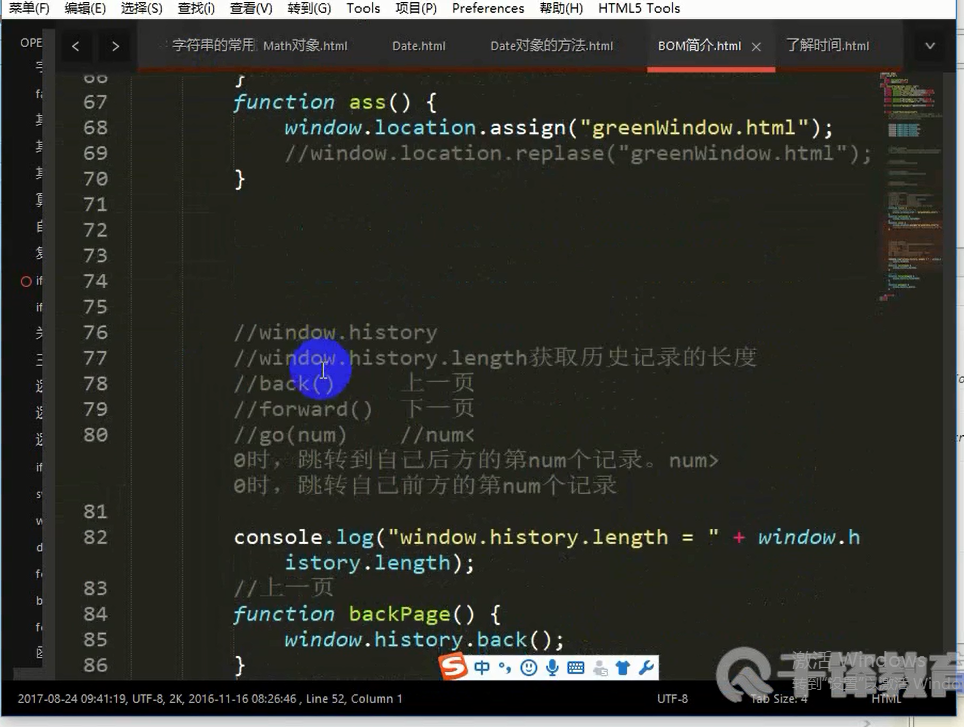 菜单(F) 编辑(E) 选择(S) 查找(i) 查看(V) 转到(G) Tools 项目(P) Preferences 帮助(H) HTML5 Tools
字符串的常用 Math对象.html Date.html Date对象的方法.html BOM简介.html 了解时间.html
66 }
67 function ass() {
68 window.location.assign("greenWindow.html");
69 //window.location.replase("greenWindow.html");
70 }
71
72
73
74
75
76 //window.history
77 //window.history.length获取历史记录的长度
78 //back() 上一页
79 //forward() 下一页
80 //go(num) //num<
0时，跳转到自己后方的第num个记录。num>
0时，跳转自己前方的第num个记录
81
82 console.log("window.history.length = " + window.h
istory.length);
83 //上一页
84 function backPage() {
85 window.history.back();
86 }
中
激活 Windows
2017-08-24 09:41:19, UTF-8, 2K, 2016-11-16 08:26:46 , Line 52, Column 1 UTF-8 Tab Size: 4 HTML